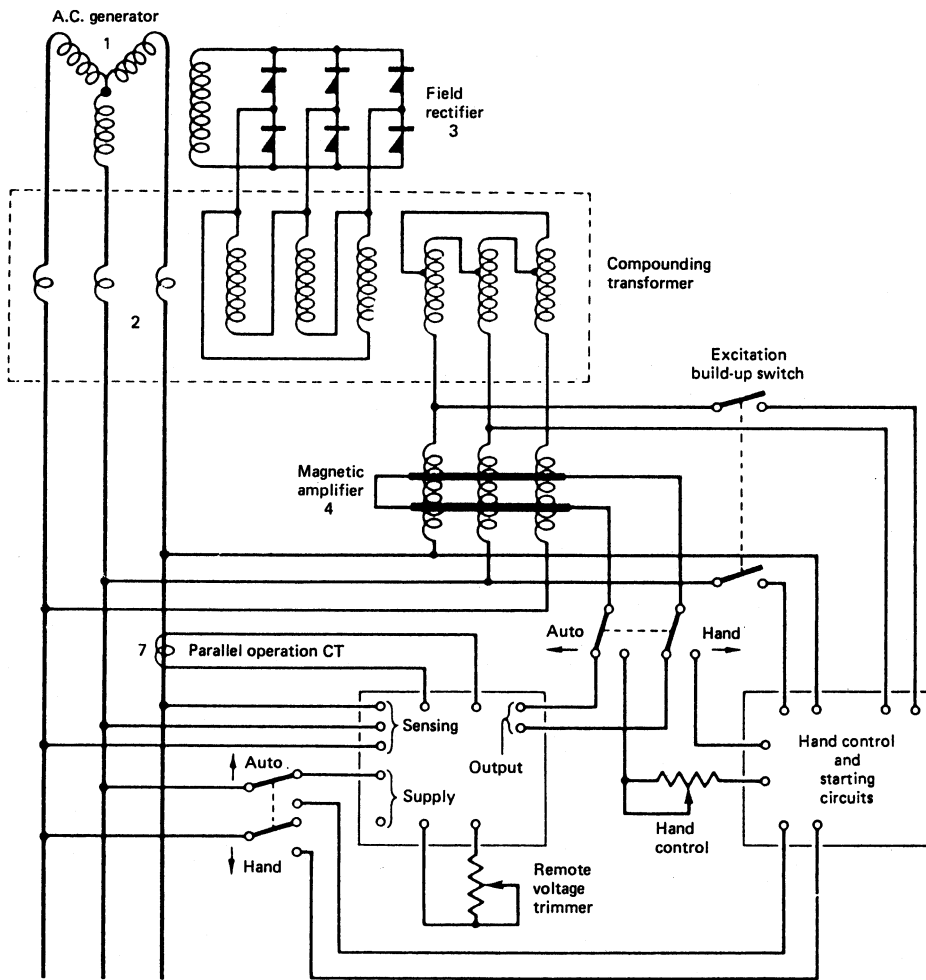 A.C. generator
1
Field
rectifier
3
Compounding
transformer
2
Excitation
build-up switch
Magnetic
amplifier
4
Auto
Hand
7
Parallel operation CT
Sensing
Auto
Output
Supply
Hand control
and
starting
circuits
Hand
control
Hand
Remote
voltage
trimmer